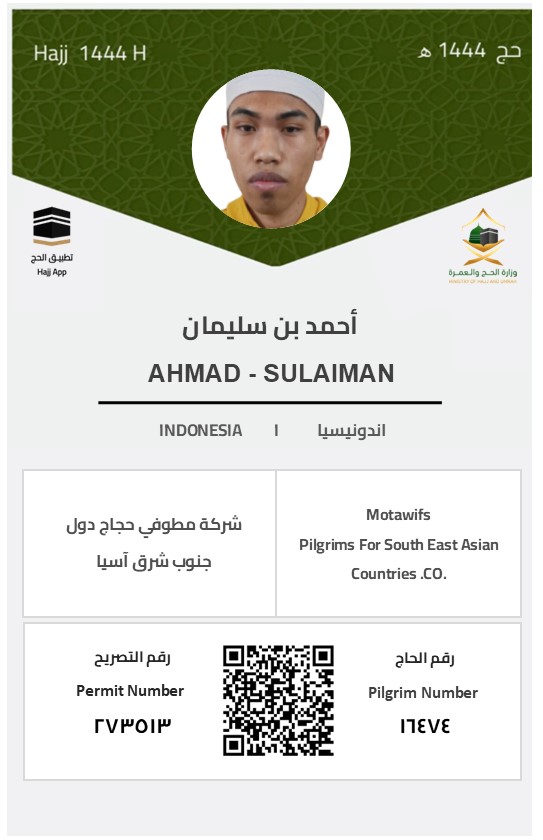 Hajj 1444 H
حج 1444 هـ
تطبيق الحج
Hajj App
وزارة الحـج والـعمـرة
MINISTRY OF HAJJ AND UMRAH
أحمد بن سليمان
AHMAD - SULAIMAN
INDONESIA | اندونيسيا
شركة مطوفي حجاج دول
جنوب شرق آسيا
Motawifs
Pilgrims For South East Asian
Countries .CO.
رقم التصريح
Permit Number
٢٧٣٥١٣
رقم الحاج
Pilgrim Number
١٦٤٧٤